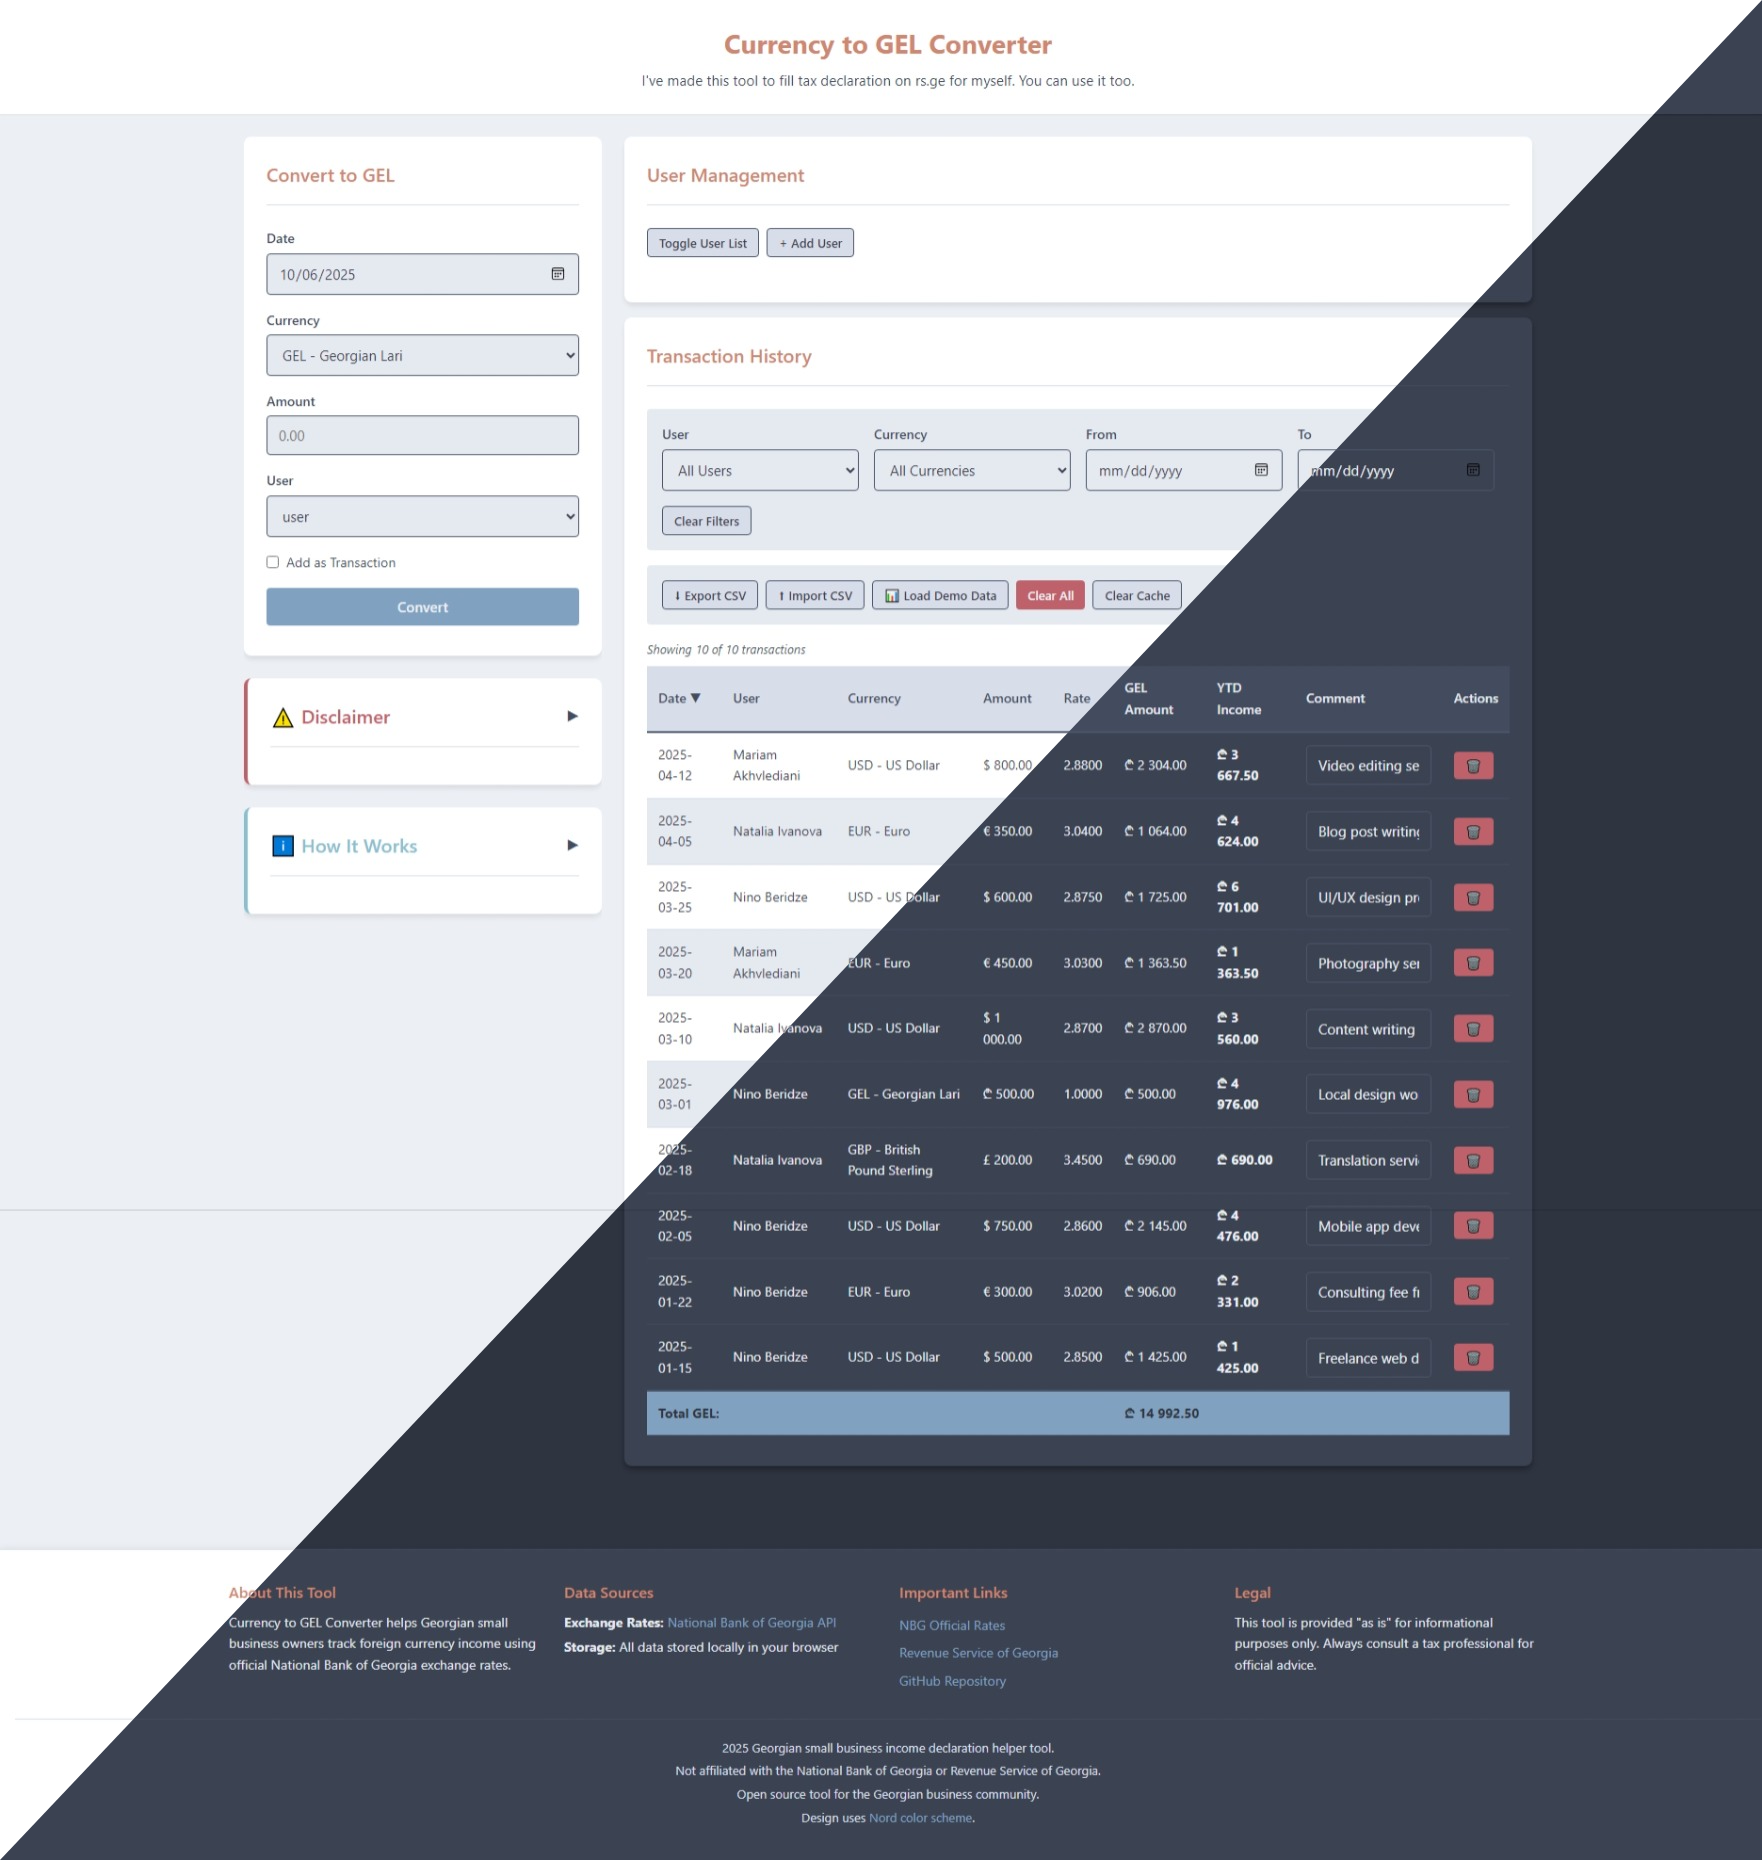 Currency to GEL Converter
I've made this tool to fill tax declaration on rs.ge for myself. You can use it too.
Convert to GEL
Date
10/06/2025
Currency
GEL - Georgian Lari
Amount
0.00
User
user
Add as Transaction
Convert
⚠️ Disclaimer ▶
ℹ️ How It Works ▶
User Management
Toggle User List + Add User
Transaction History
User Currency From To
All Users All Currencies mm/dd/yyyy mm/dd/yyyy
Clear Filters
⬇ Export CSV ⬆ Import CSV 📊 Load Demo Data Clear All Clear Cache
Showing 10 of 10 transactions
Date ▼ User Currency Amount Rate GEL Amount YTD Income Comment Actions
2025-04-12 Mariam Akhvlediani USD - US Dollar $ 800.00 2.8800 ₾ 2 304.00 ₾ 3 667.50 Video editing se
2025-04-05 Natalia Ivanova EUR - Euro € 350.00 3.0400 ₾ 1 064.00 ₾ 4 624.00 Blog post writing
2025-03-25 Nino Beridze USD - US Dollar $ 600.00 2.8750 ₾ 1 725.00 ₾ 6 701.00 UI/UX design pr
2025-03-20 Mariam Akhvlediani EUR - Euro € 450.00 3.0300 ₾ 1 363.50 ₾ 1 363.50 Photography ser
2025-03-10 Natalia Ivanova USD - US Dollar $ 1 000.00 2.8700 ₾ 2 870.00 ₾ 3 560.00 Content writing
2025-03-01 Nino Beridze GEL - Georgian Lari ₾ 500.00 1.0000 ₾ 500.00 ₾ 4 976.00 Local design wo
2025-02-18 Natalia Ivanova GBP - British Pound Sterling £ 200.00 3.4500 ₾ 690.00 ₾ 690.00 Translation servi
2025-02-05 Nino Beridze USD - US Dollar $ 750.00 2.8600 ₾ 2 145.00 ₾ 4 476.00 Mobile app deve
2025-01-22 Nino Beridze EUR - Euro € 300.00 3.0200 ₾ 906.00 ₾ 2 331.00 Consulting fee f
2025-01-15 Nino Beridze USD - US Dollar $ 500.00 2.8500 ₾ 1 425.00 ₾ 1 425.00 Freelance web d
Total GEL: ₾ 14 992.50
About This Tool
Currency to GEL Converter helps Georgian small
business owners track foreign currency income using
official National Bank of Georgia exchange rates.
Data Sources
Exchange Rates: National Bank of Georgia API
Storage: All data stored locally in your browser
Important Links
NBG Official Rates
Revenue Service of Georgia
GitHub Repository
Legal
This tool is provided "as is" for informational
purposes only. Always consult a tax professional for
official advice.
2025 Georgian small business income declaration helper tool.
Not affiliated with the National Bank of Georgia or Revenue Service of Georgia.
Open source tool for the Georgian business community.
Design uses Nord color scheme.